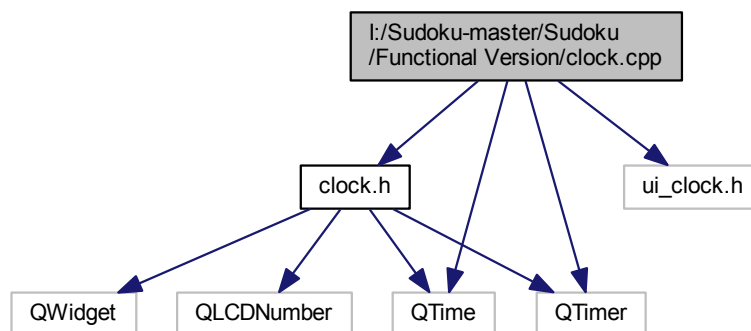 I:/Sudoku-master/Sudoku
/Functional Version/clock.cpp
clock.h
ui_clock.h
QWidget
QLCDNumber
QTime
QTimer